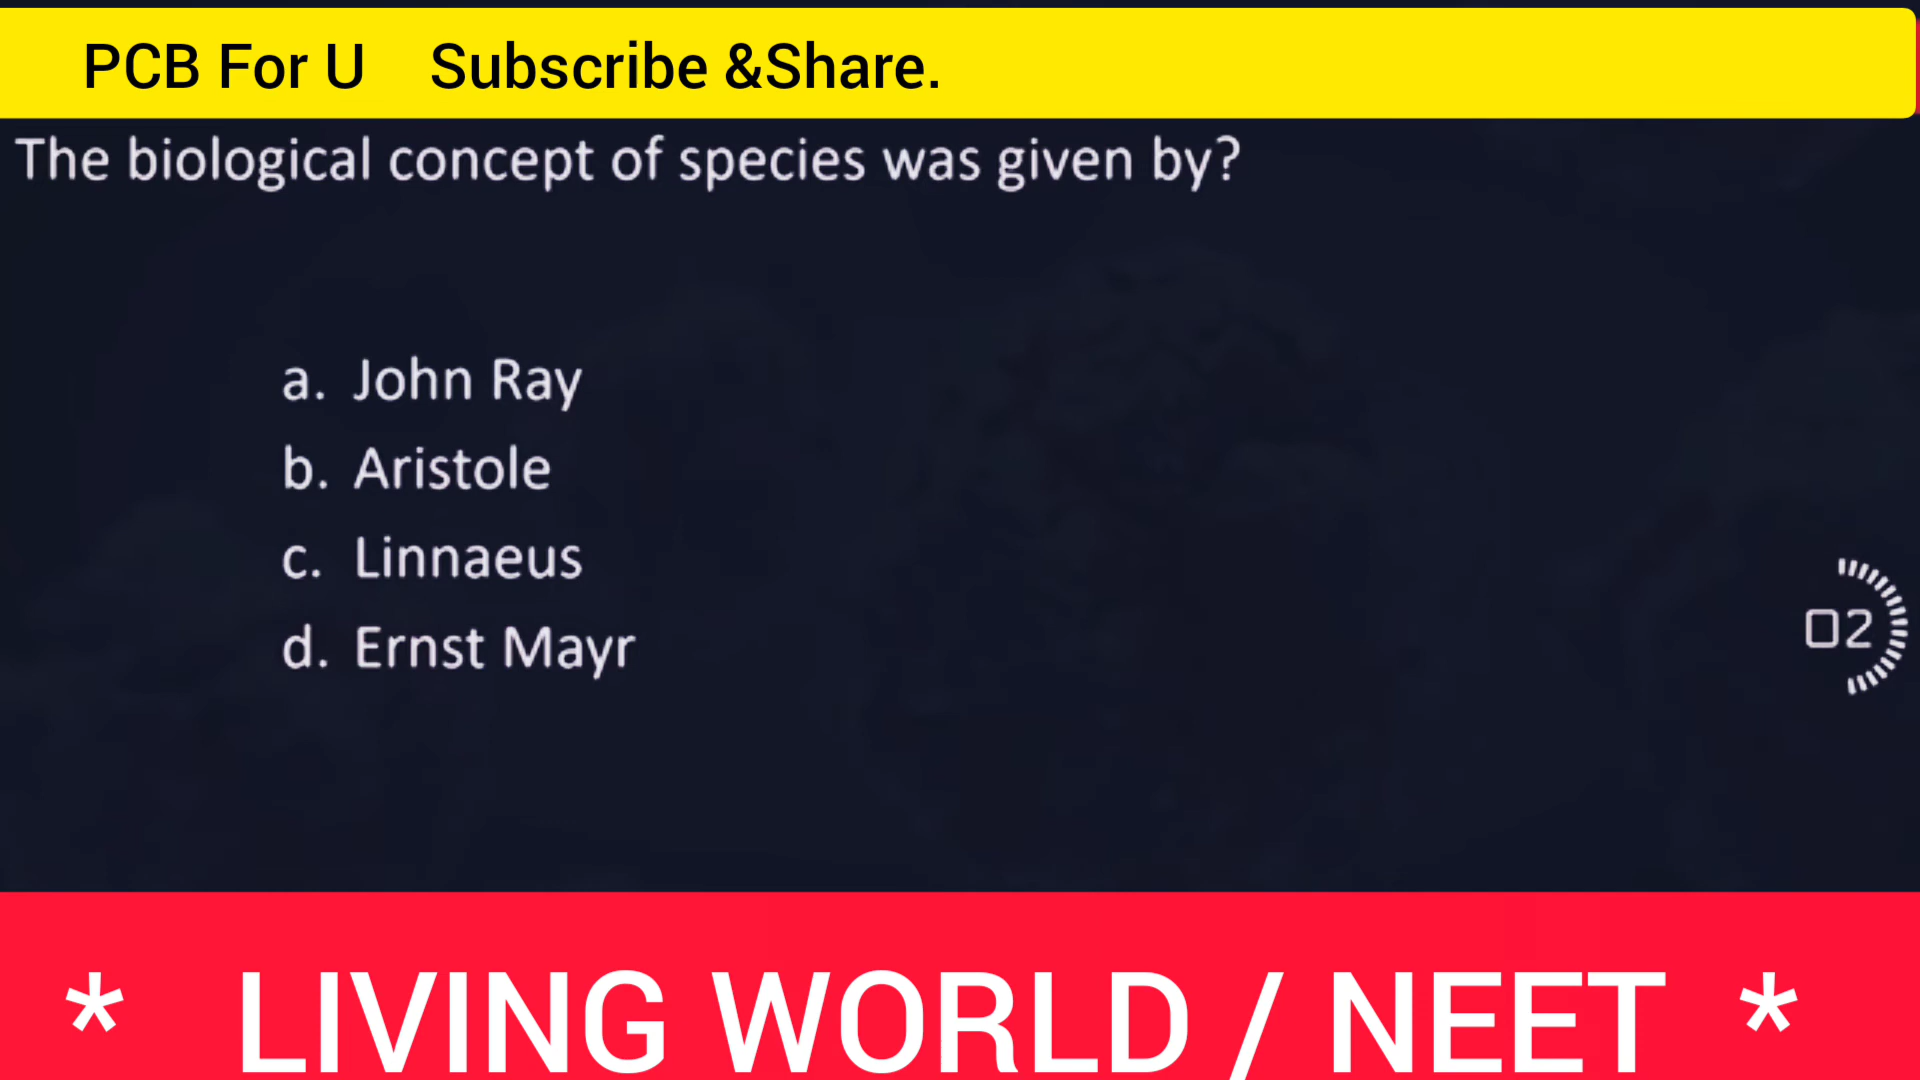 PCB For U Subscribe &Share.
The biological concept of species was given by?
a. John Ray
b. Aristole
c. Linnaeus
d. Ernst Mayr
02
* LIVING WORLD / NEET *